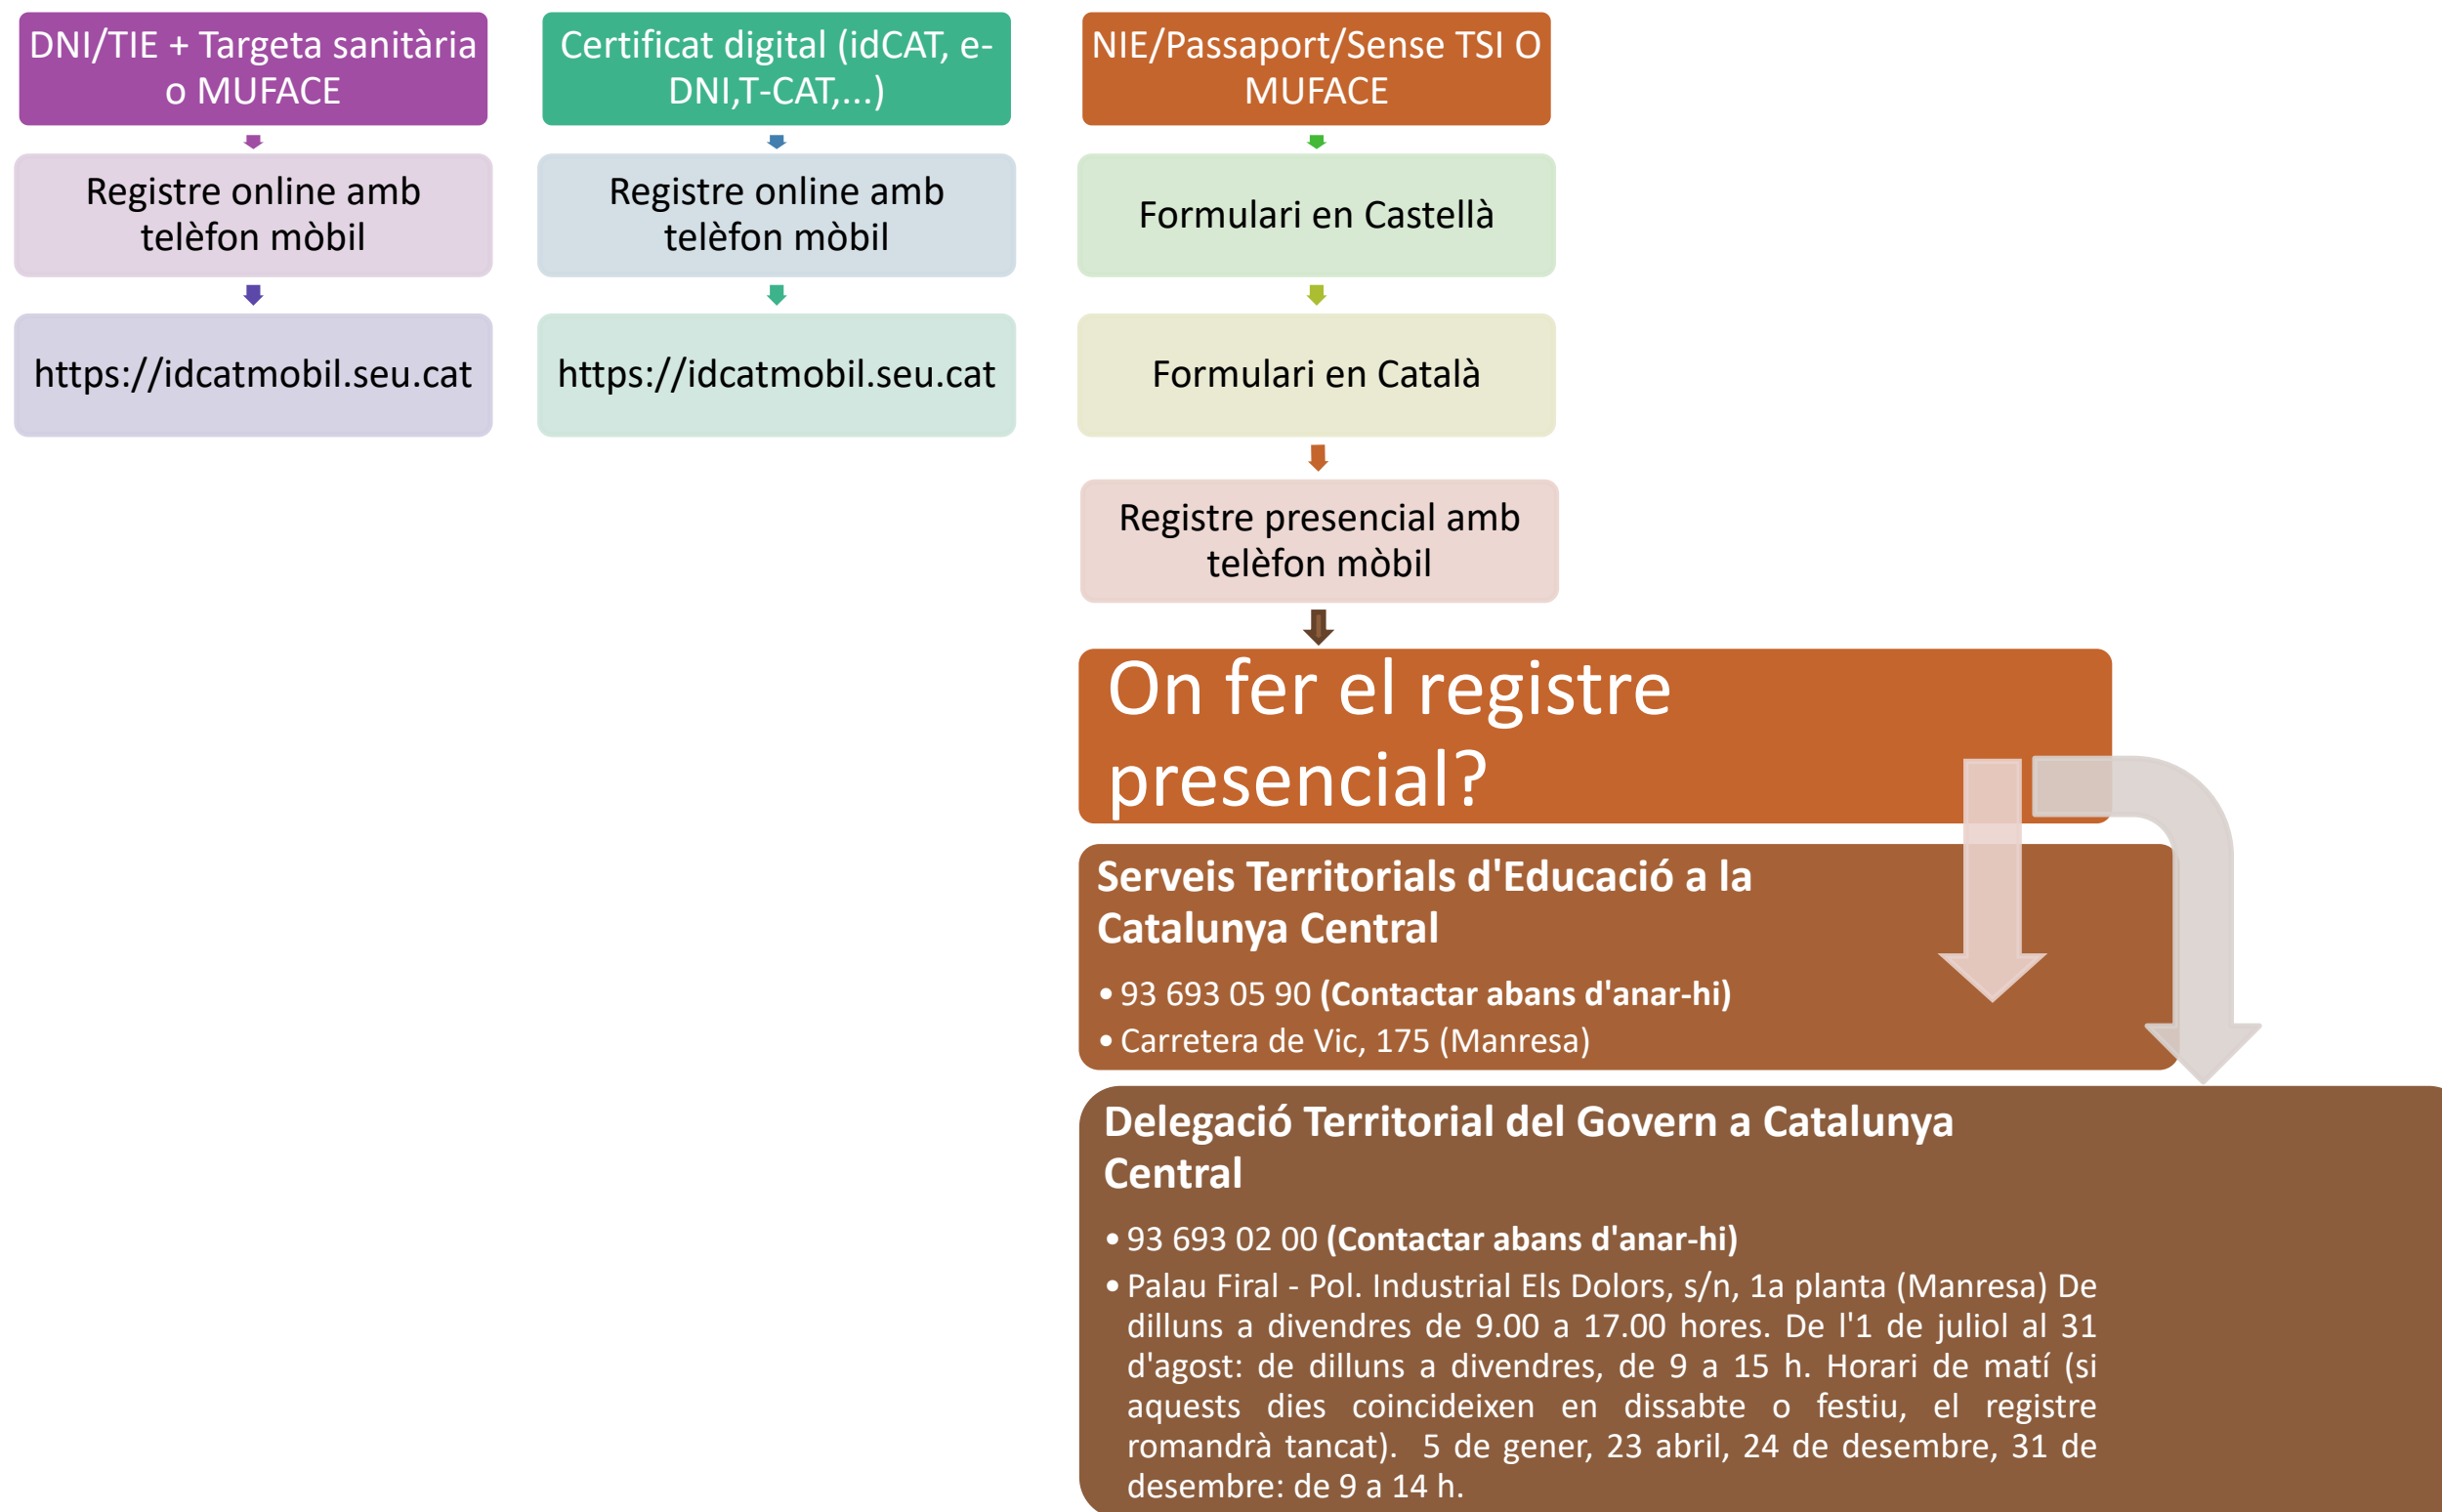 DNI/TIE + Targeta sanitària
o MUFACE
Registre online amb
telèfon mòbil
https://idcatmobil.seu.cat
Certificat digital (idCAT, e-
DNI,T-CAT,...)
Registre online amb
telèfon mòbil
https://idcatmobil.seu.cat
NIE/Passaport/Sense TSI O
MUFACE
Formulari en Castellà
Formulari en Català
Registre presencial amb
telèfon mòbil
On fer el registre
presencial?
Serveis Territorials d'Educació a la
Catalunya Central
• 93 693 05 90 (Contactar abans d'anar-hi)
• Carretera de Vic, 175 (Manresa)
Delegació Territorial del Govern a Catalunya
Central
• 93 693 02 00 (Contactar abans d'anar-hi)
• Palau Firal - Pol. Industrial Els Dolors, s/n, 1a planta (Manresa) De
dilluns a divendres de 9.00 a 17.00 hores. De l'1 de juliol al 31
d'agost: de dilluns a divendres, de 9 a 15 h. Horari de matí (si
aquests dies coincideixen en dissabte o festiu, el registre
romandrà tancat). 5 de gener, 23 abril, 24 de desembre, 31 de
desembre: de 9 a 14 h.